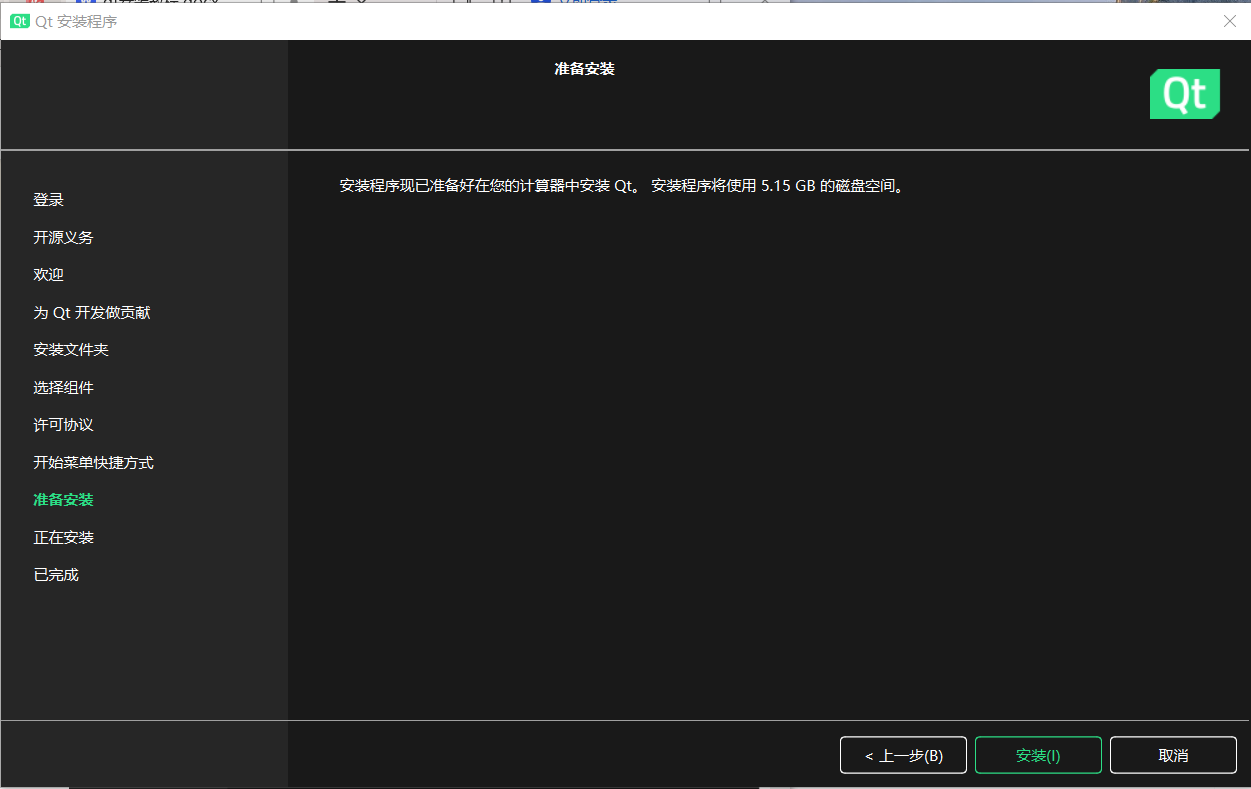 Qt Qt 安装程序
准备安装
Qt
安装程序现已准备好在您的计算器中安装 Qt。 安装程序将使用 5.15 GB 的磁盘空间。
登录
开源义务
欢迎
为 Qt 开发做贡献
安装文件夹
选择组件
许可协议
开始菜单快捷方式
准备安装
正在安装
已完成
< 上一步(B)
安装(I)
取消